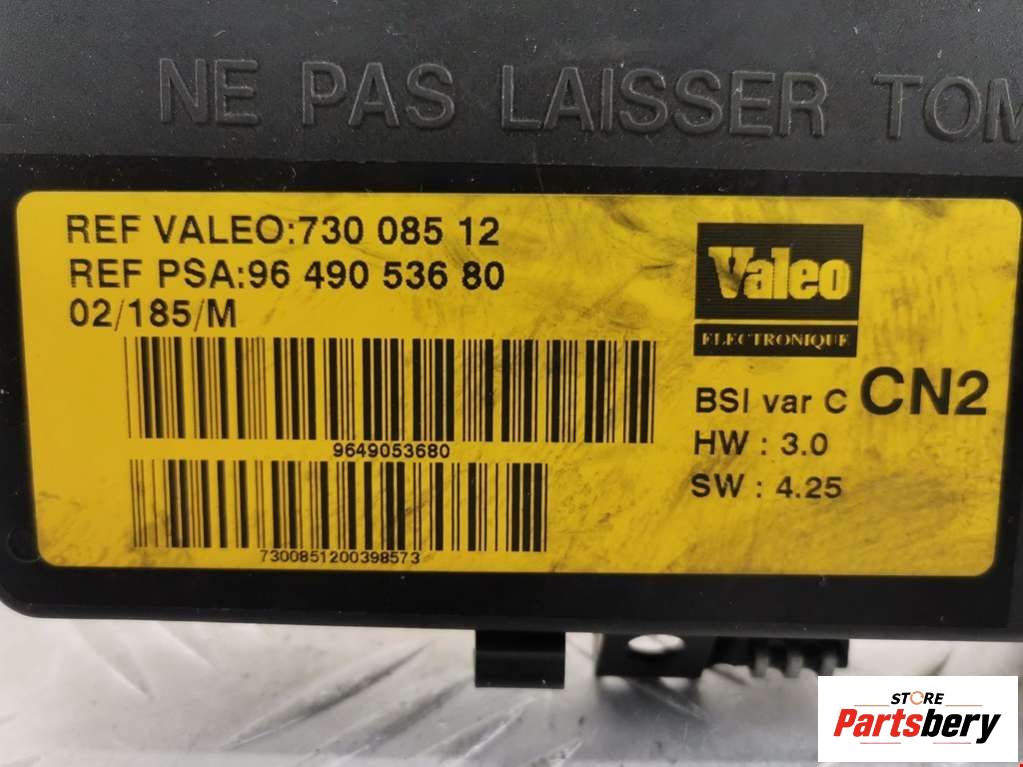 NE PAS LAISSER TOM
REF VALEO:730 085 12
REF PSA:96 490 536 80
02/185/M
9649053680
7300851200398573
Valeo
ELECTRONIQUE
BSI var C CN2
HW : 3.0
SW : 4.25
STORE
Partsbery